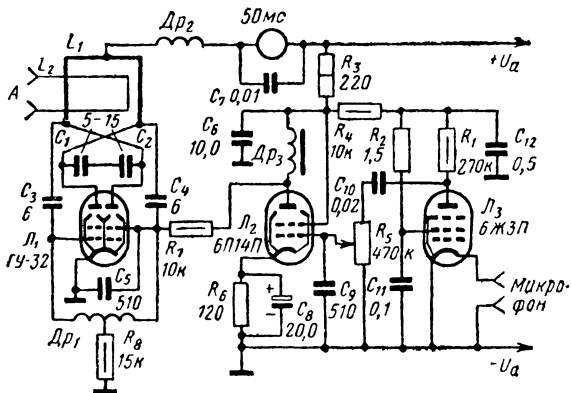 50мс
Др₂
L₁
L₂
+Uа
R₃
220
C₇ 0,01
A
5-15
C₁
C₂
C₆
10,0
Др₃
R₄
10к
R₂
1,5
R₁
270к
C₁₂
0,5
C₃
6
C₄
6
C₁₀
0,02
Л₁
ГУ-32
Л₂
6П14П
Л₃
6Ж3П
R₇
10к
R₅
470к
C₅
510
R₆
120
C₈
20,0
+
-
C₉
510
C₁₁
0,1
микро-
фон
Др₁
R₈
15к
-Uа